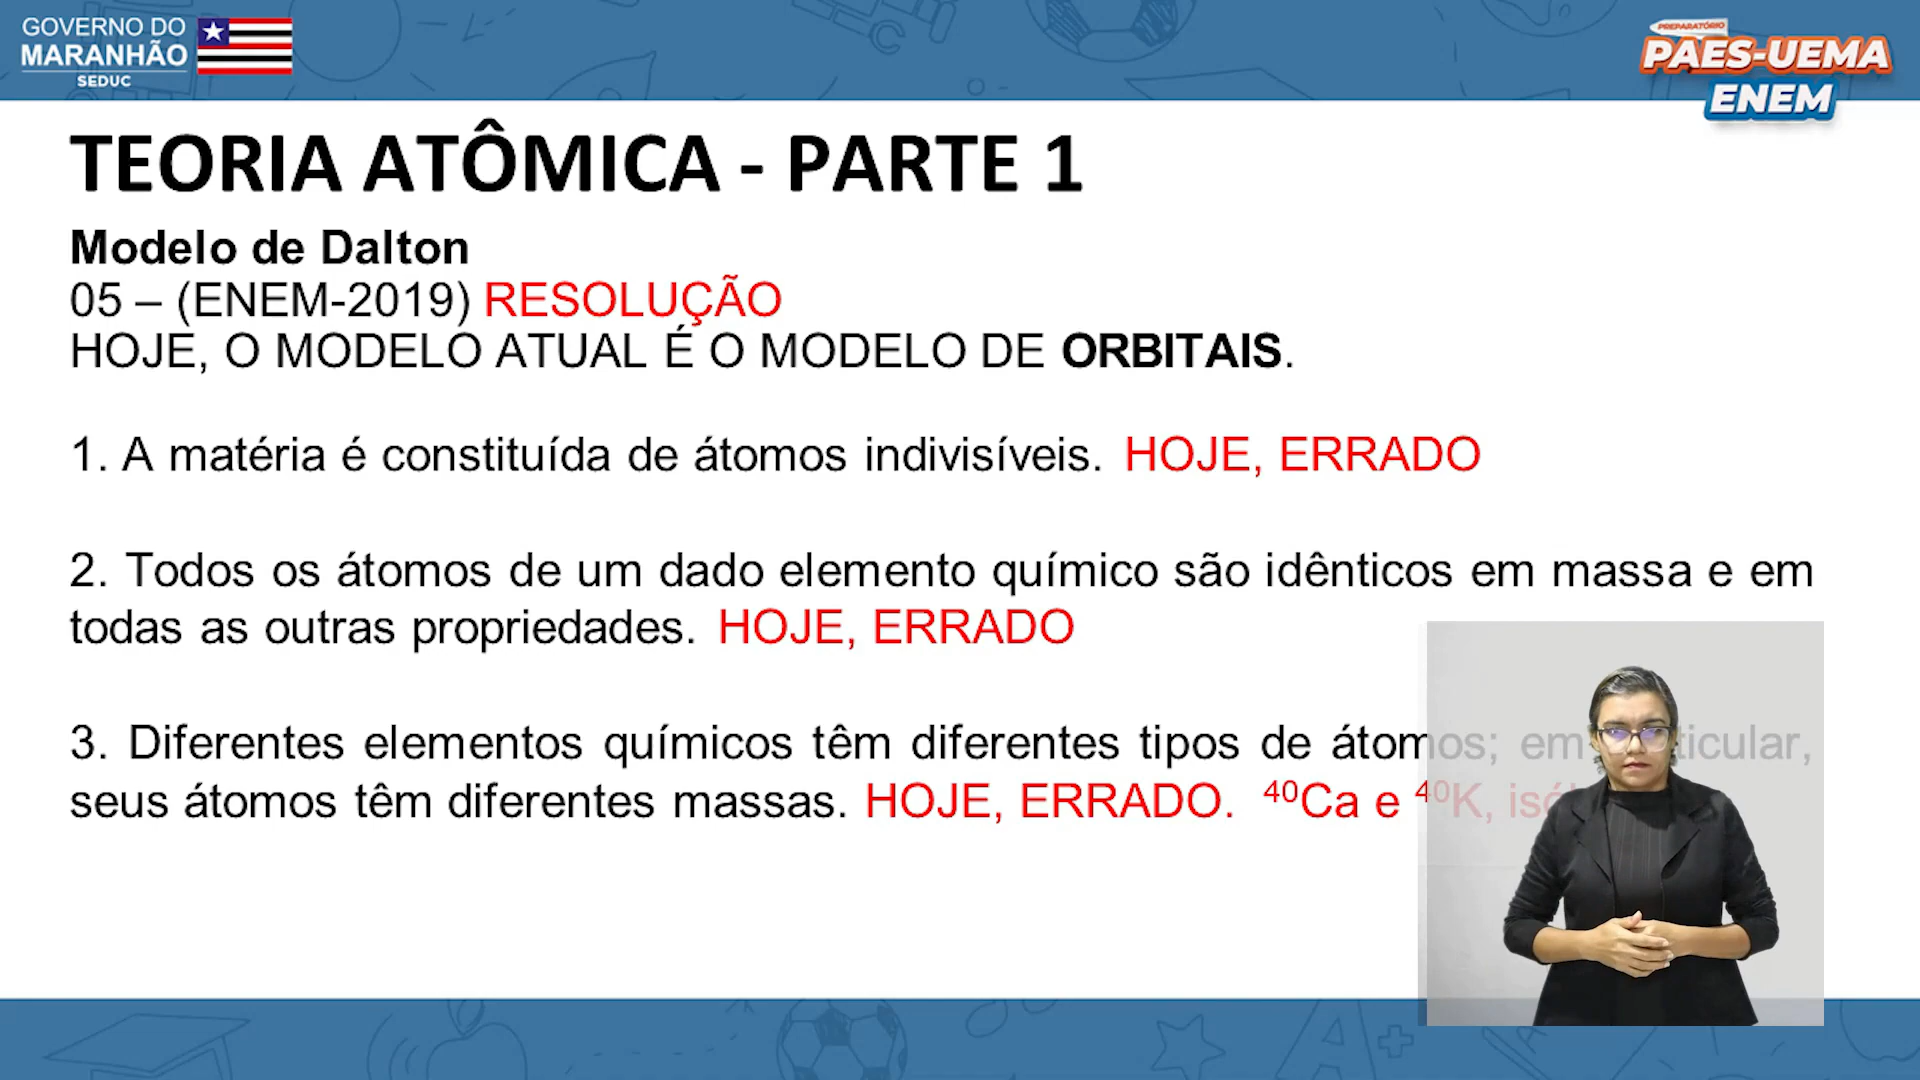 GOVERNO DO
MARANHÃO
SEDUC
PREPARATÓRIO
PAES-UEMA
ENEM
TEORIA ATÔMICA - PARTE 1
Modelo de Dalton
05 – (ENEM-2019) RESOLUÇÃO
HOJE, O MODELO ATUAL É O MODELO DE ORBITAIS.
1. A matéria é constituída de átomos indivisíveis. HOJE, ERRADO
2. Todos os átomos de um dado elemento químico são idênticos em massa e em
todas as outras propriedades. HOJE, ERRADO
3. Diferentes elementos químicos têm diferentes tipos de átomos; em
seus átomos têm diferentes massas. HOJE, ERRADO. ⁴⁰Ca e ⁴⁰K,